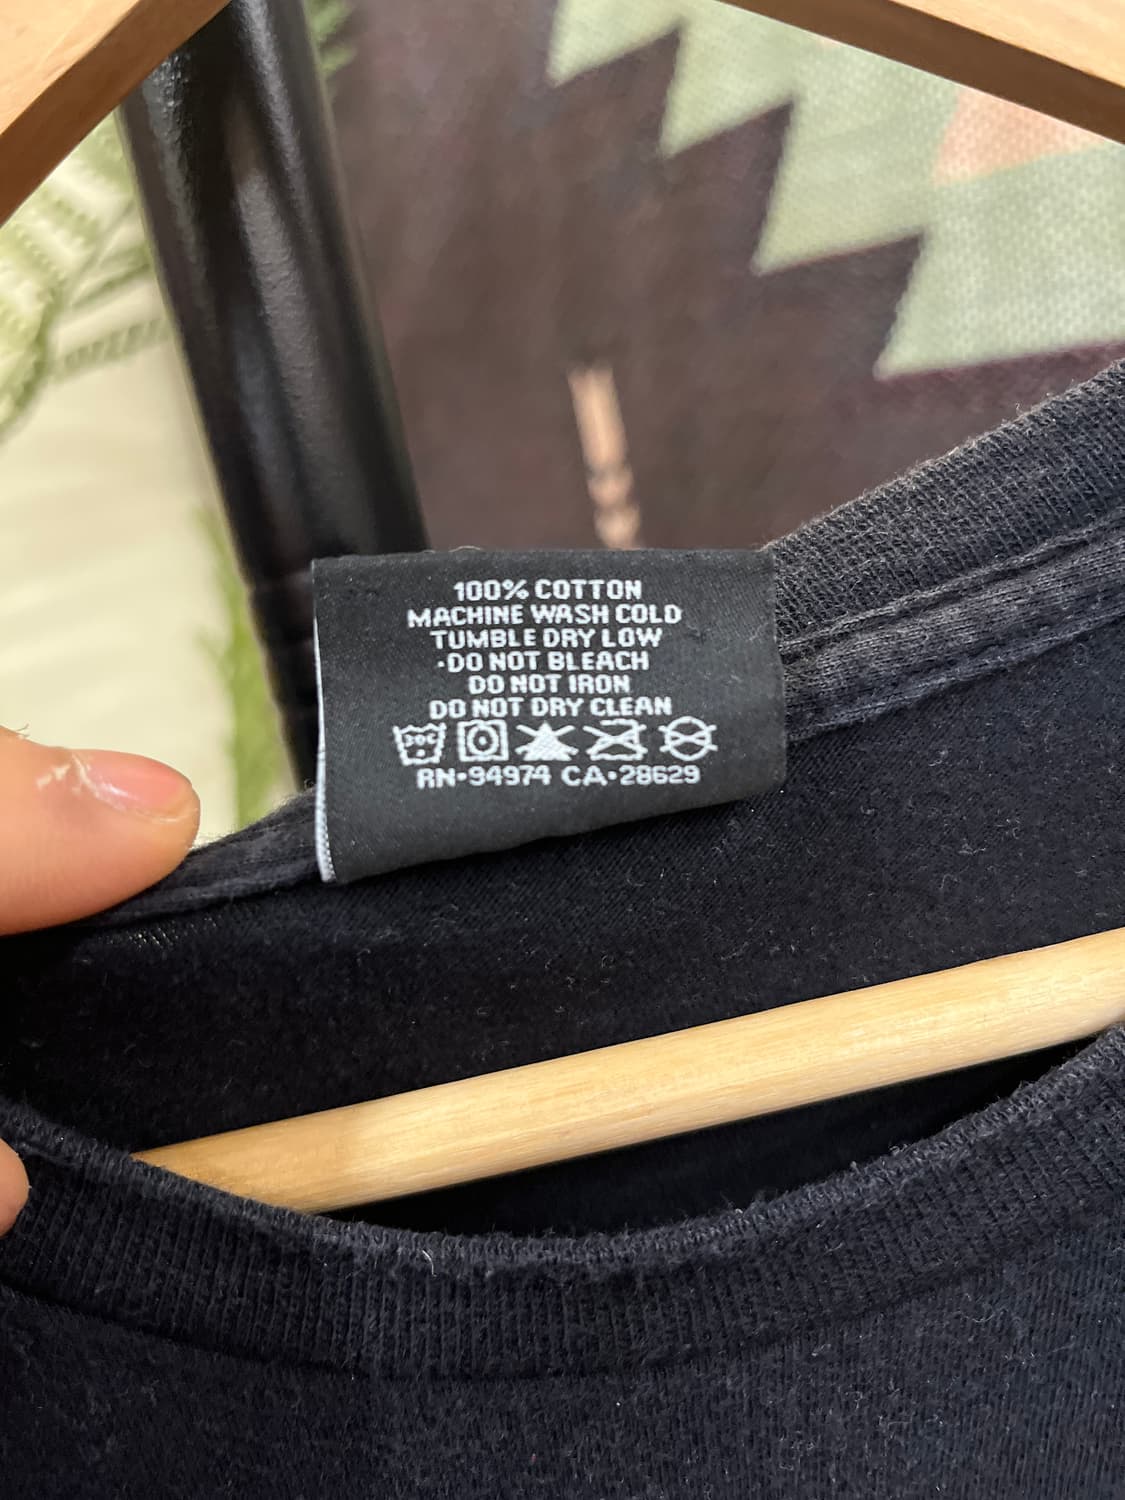 100% COTTON
MACHINE WASH COLD
TUMBLE DRY LOW
·DO NOT BLEACH
DO NOT IRON
DO NOT DRY CLEAN
30C
RN·94974 CA·28629